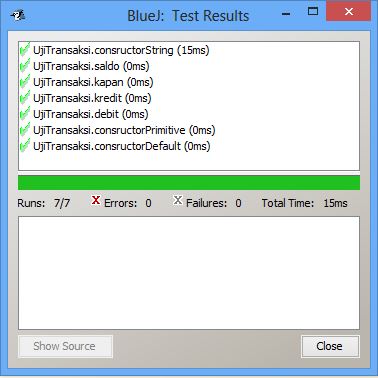 BlueJ: Test Results
UjiTransaksi.consructorString (15ms)
UjiTransaksi.saldo (0ms)
UjiTransaksi.kapan (0ms)
UjiTransaksi.kredit (0ms)
UjiTransaksi.debit (0ms)
UjiTransaksi.consructorPrimitive (0ms)
UjiTransaksi.consructorDefault (0ms)
Runs: 7/7 X Errors: 0 X Failures: 0 Total Time: 15ms
Show Source Close